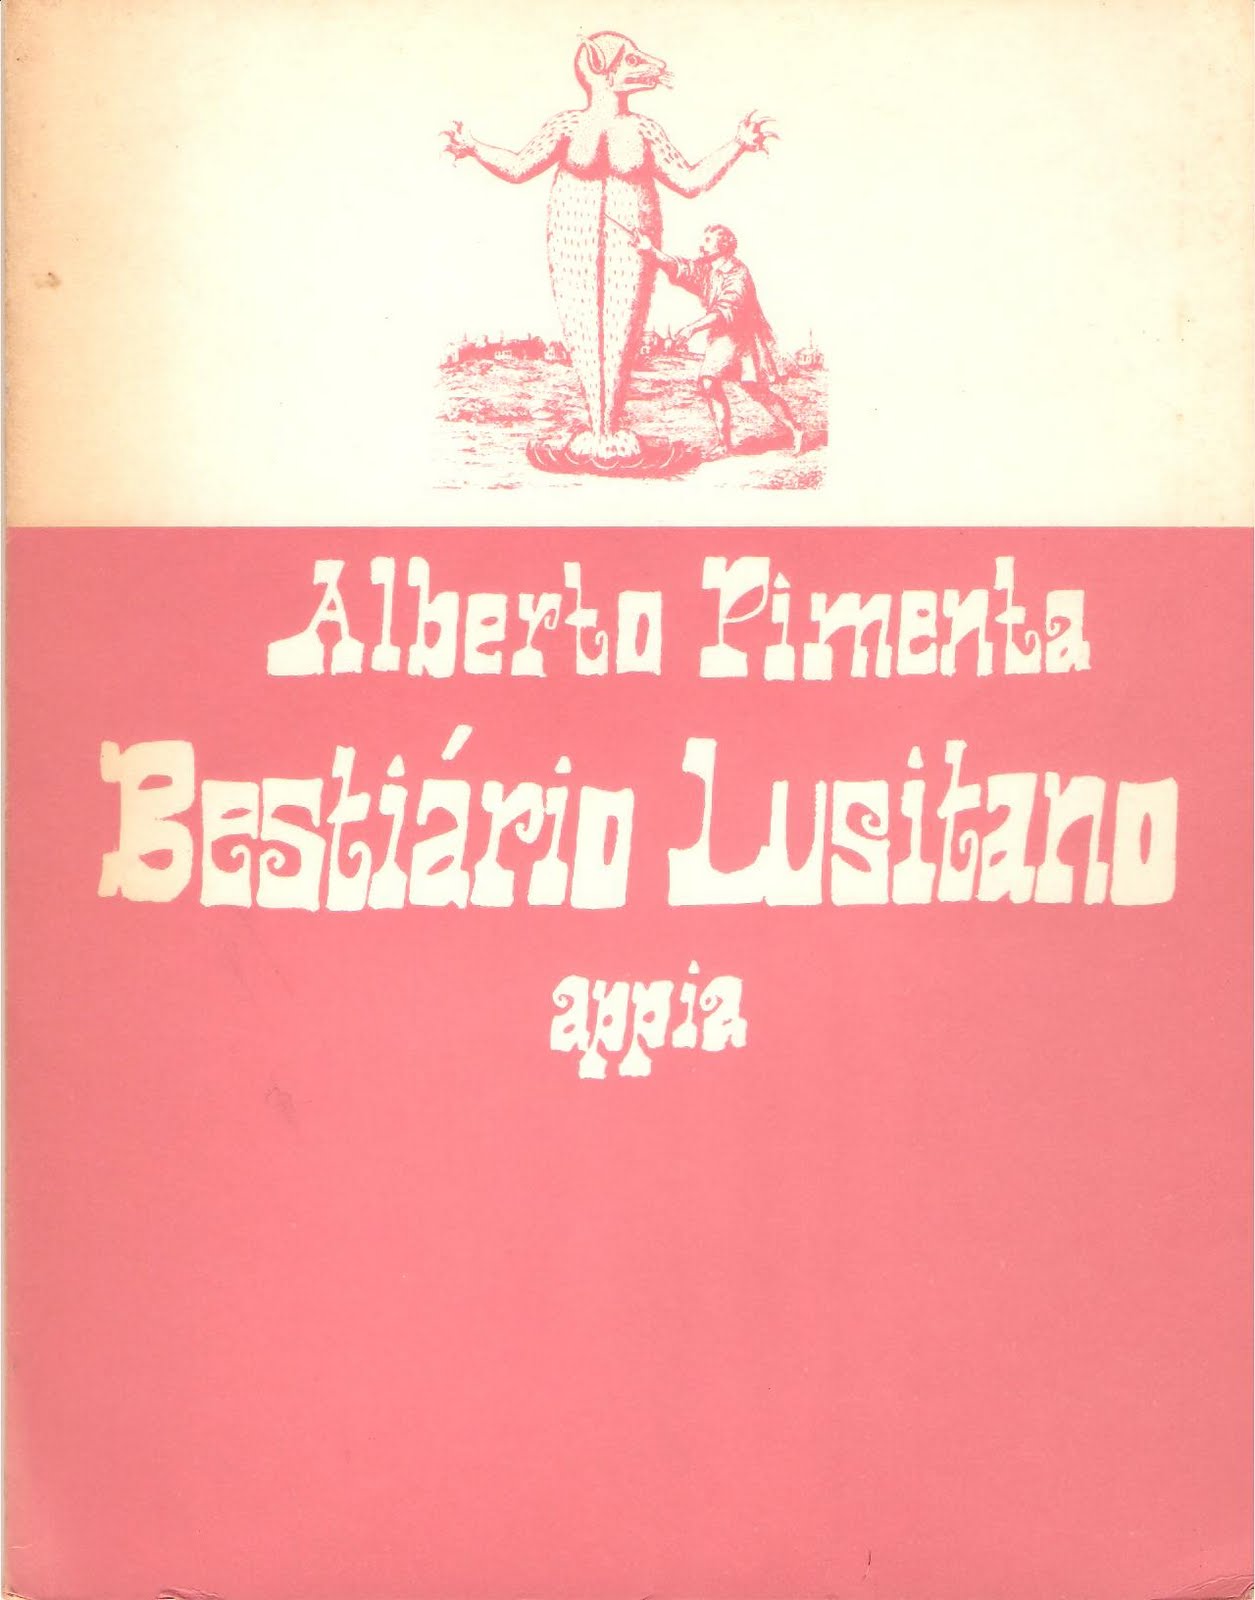 Alberto Pimenta
Bestiário Lusitano
appia